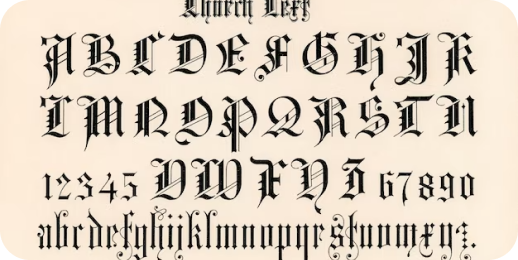 Church Text
A B C D E F G H I J K
L M N O P Q R S T U
1 2 3 4 5 V W X Y Z 6 7 8 9 0
a b c d e f g h i j k l m n o p q r s t u v w x y z .